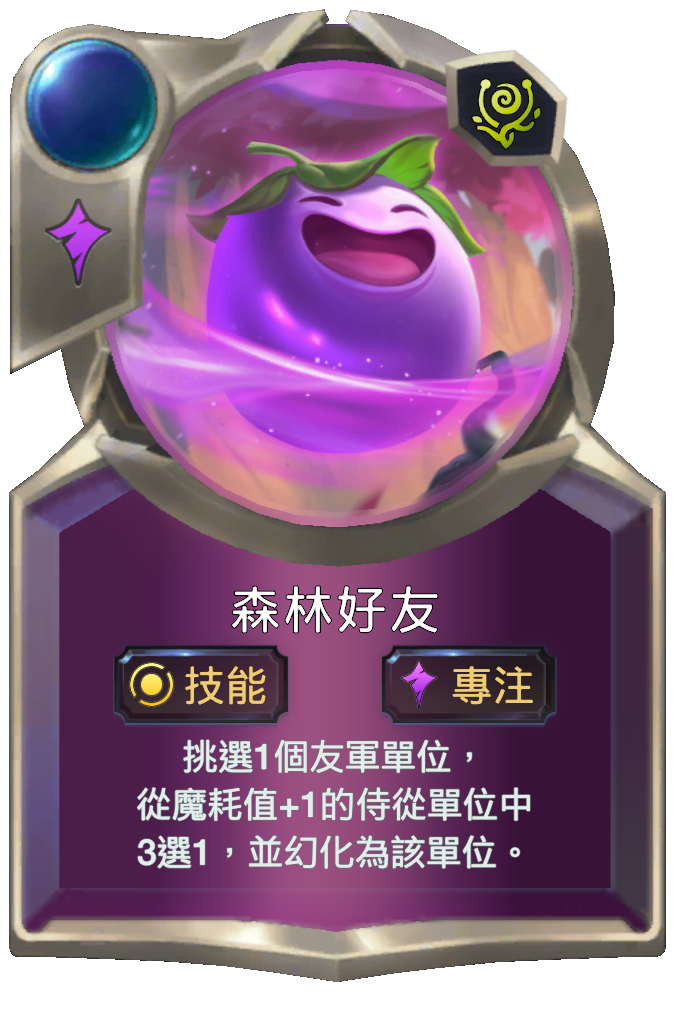 森林好友
技能
專注
挑選1個友軍單位，
從魔耗值+1的侍從單位中
3選1，並幻化為該單位。